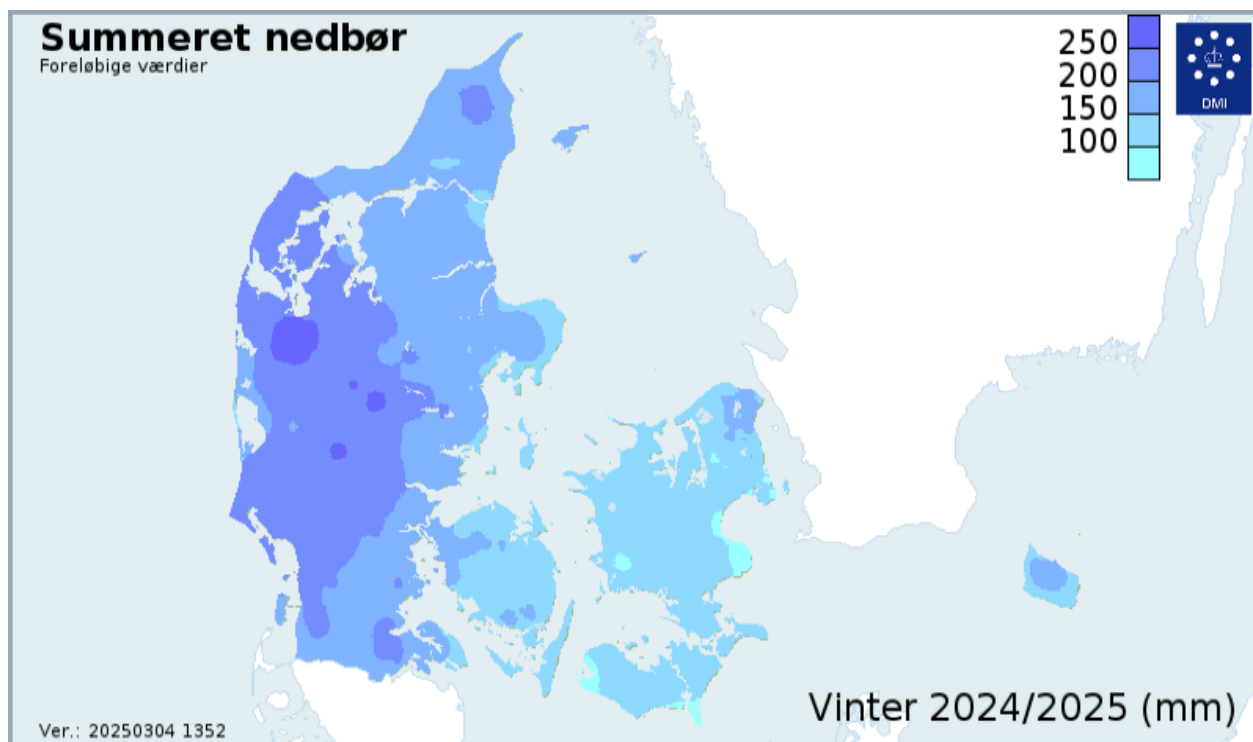 Summeret nedbør
Foreløbige værdier
250
200
150
100
DMI
Vinter 2024/2025 (mm)
Ver.: 20250304 1352